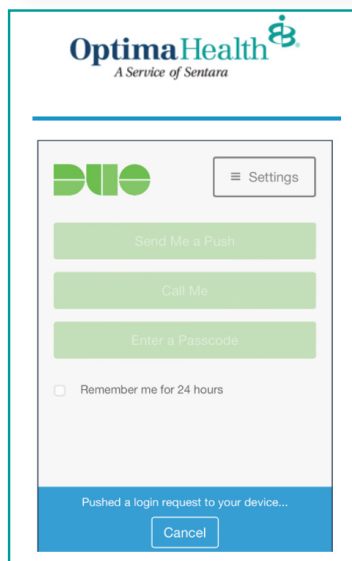 OptimaHealth
A Service of Sentara
DUO
≡ Settings
Send Me a Push
Call Me
Enter a Passcode
Remember me for 24 hours
Pushed a login request to your device...
Cancel